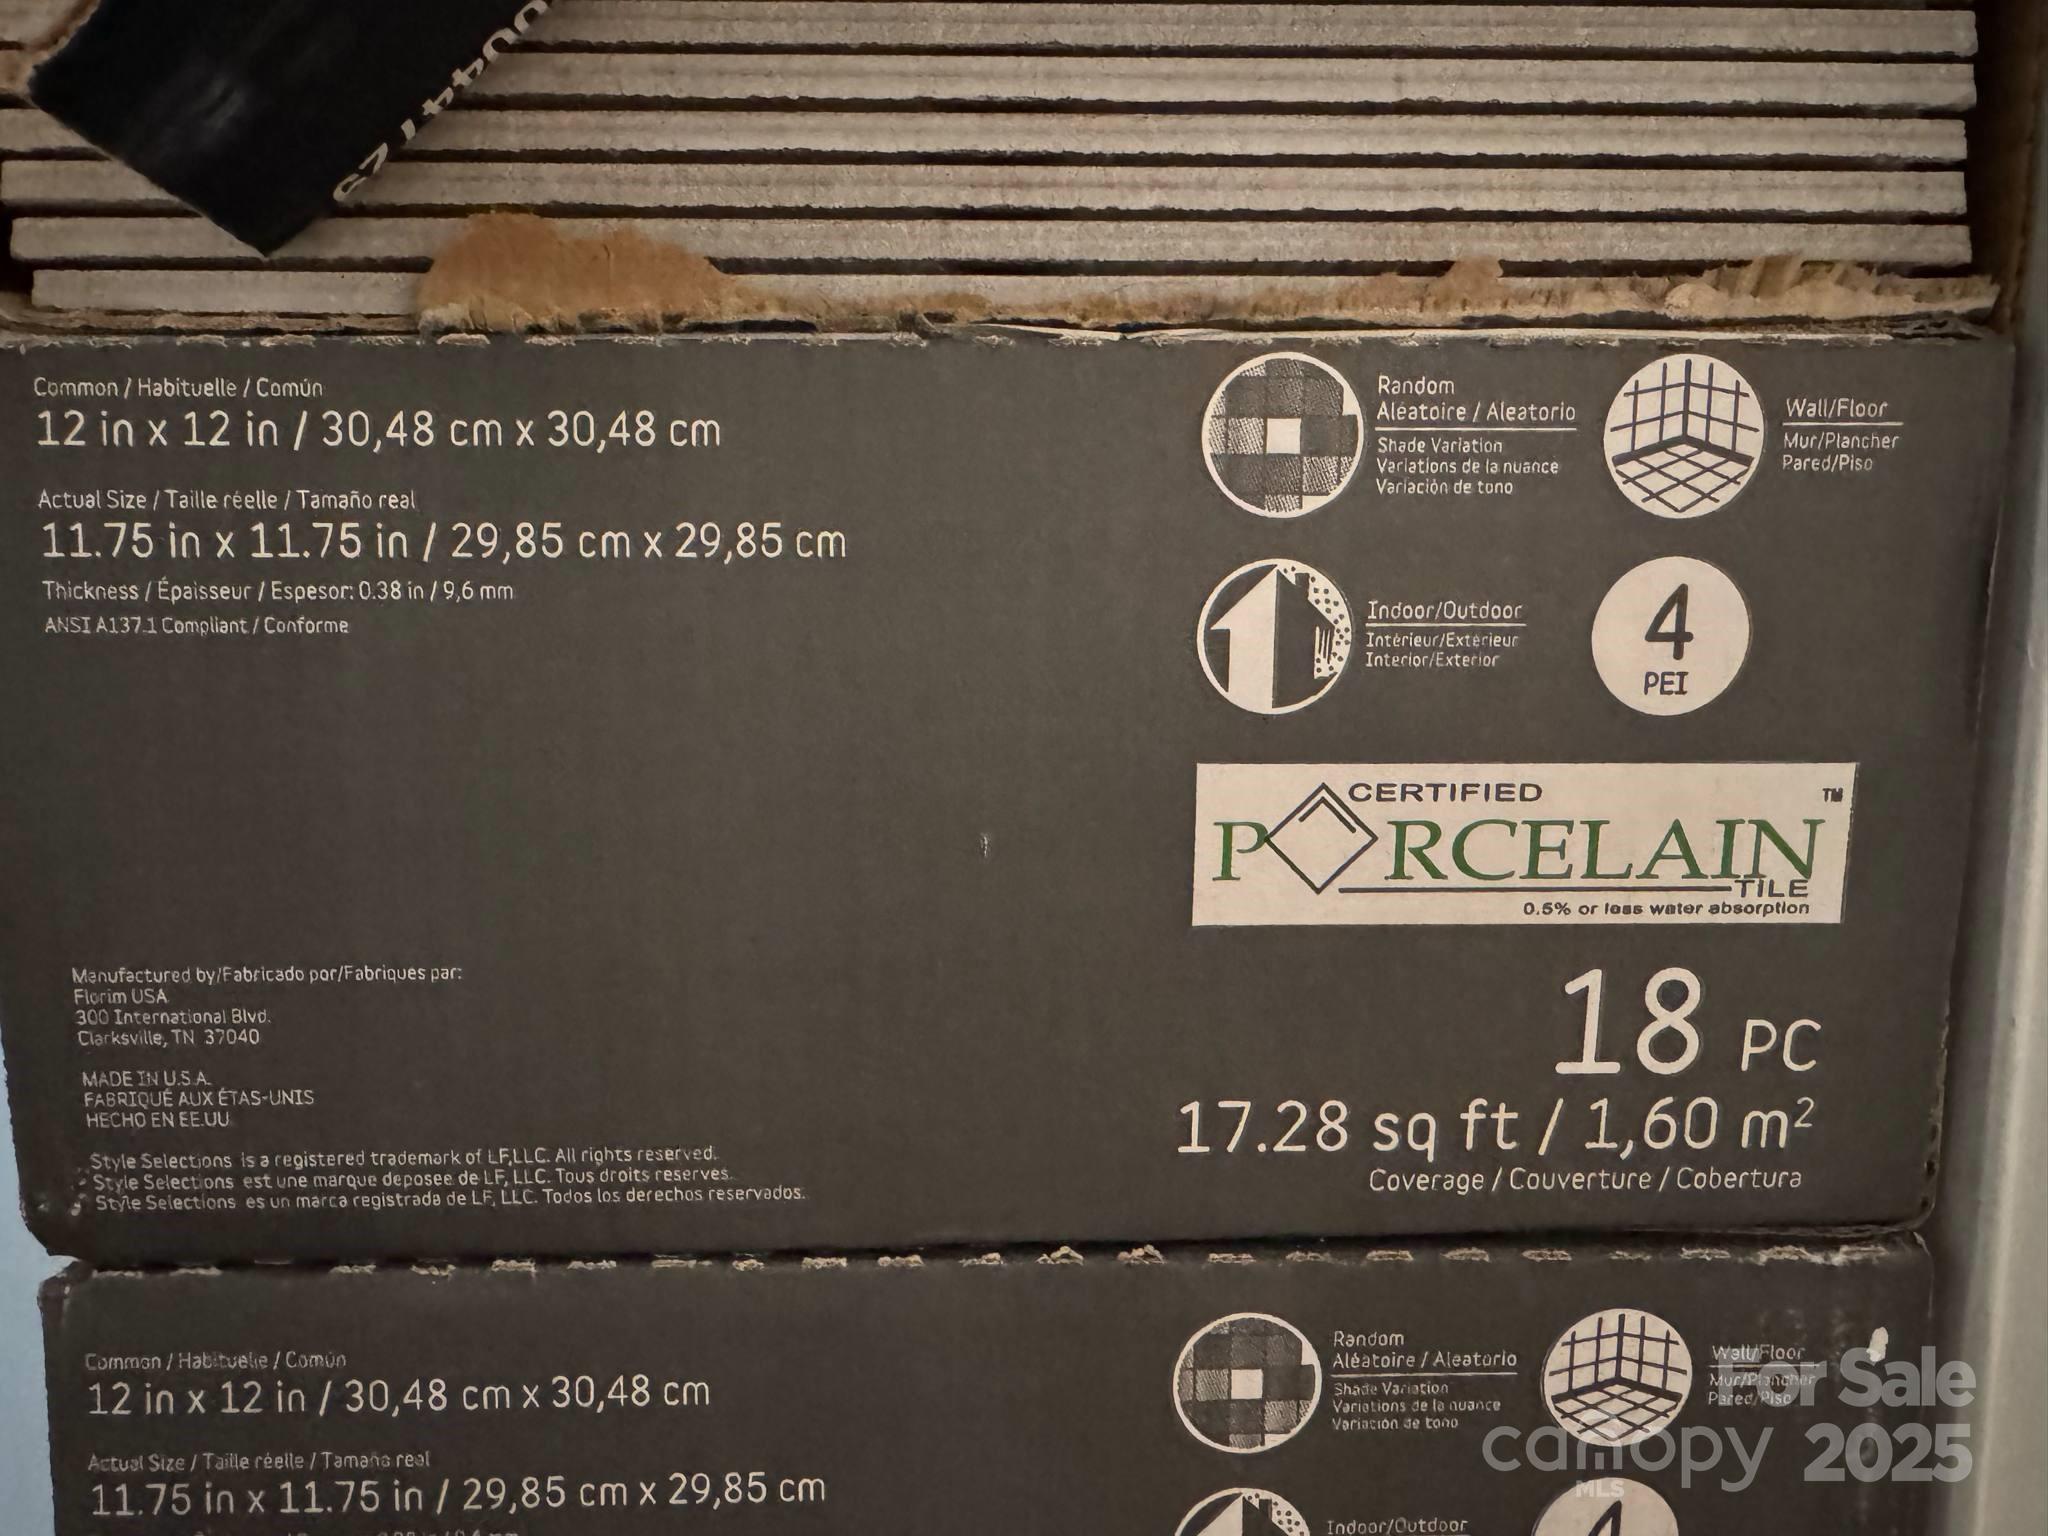 Common / Habituelle / Común
12 in x 12 in / 30,48 cm x 30,48 cm
Actual Size / Taille réelle / Tamaño real
11.75 in x 11.75 in / 29,85 cm x 29,85 cm
Thickness / Épaisseur / Espesor: 0.38 in / 9,6 mm
ANSI A137.1 Compliant / Conforme
Random
Aléatoire / Aleatorio
Shade Variation
Variations de la nuance
Variación de tono
Wall/Floor
Mur/Plancher
Pared/Piso
Indoor/Outdoor
Intérieur/Extérieur
Interior/Exterior
4
PEI
CERTIFIED
PORCELAIN
TM
TILE
0.5% or less water absorption
Manufactured by/Fabricado por/Fabriques par:
Florim USA
300 International Blvd.
Clarksville, TN 37040
MADE IN U.S.A.
FABRIQUÉ AUX ÉTAS-UNIS
HECHO EN EE.UU
Style Selections is a registered trademark of LF,LLC. All rights reserved.
Style Selections est une marque deposee de LF, LLC. Tous droits reserves.
Style Selections es un marca registrada de LF, LLC. Todos los derechos reservados.
18 PC
17.28 sq ft / 1,60 m²
Coverage / Couverture / Cobertura
Common / Habituelle / Común
12 in x 12 in / 30,48 cm x 30,48 cm
Actual Size / Taille réelle / Tamaño real
11.75 in x 11.75 in / 29,85 cm x 29,85 cm
Random
Aléatoire / Aleatorio
Shade Variation
Variations de la nuance
Variación de tono
Wall/Floor
Mur/Plancher
Pared/Piso
Indoor/Outdoor
4
For Sale
canopy 2025
MLS